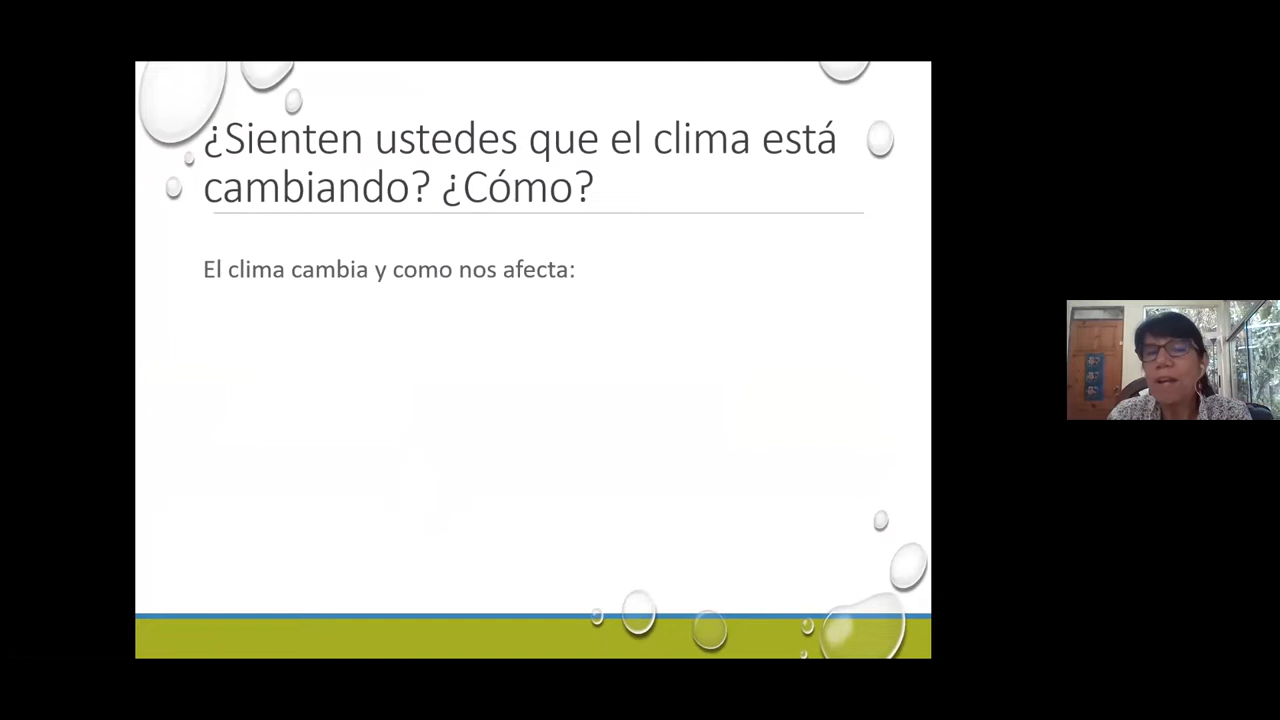 ¿Sienten ustedes que el clima está
cambiando? ¿Cómo?
El clima cambia y como nos afecta: